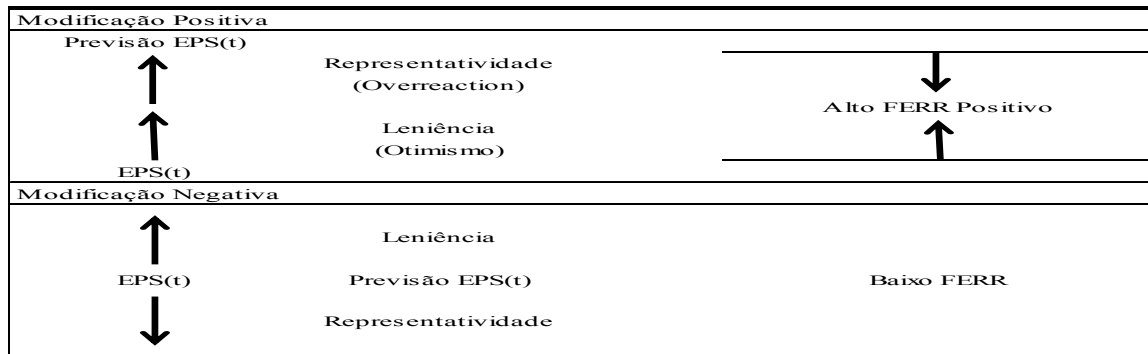 Modificação Positiva
Previsão EPS(t)
Representatividade
(Overreaction)
Alto FERR Positivo
Leniência
(Otimismo)
EPS(t)
Modificação Negativa
Leniência
EPS(t) Previsão EPS(t) Baixo FERR
Representatividade